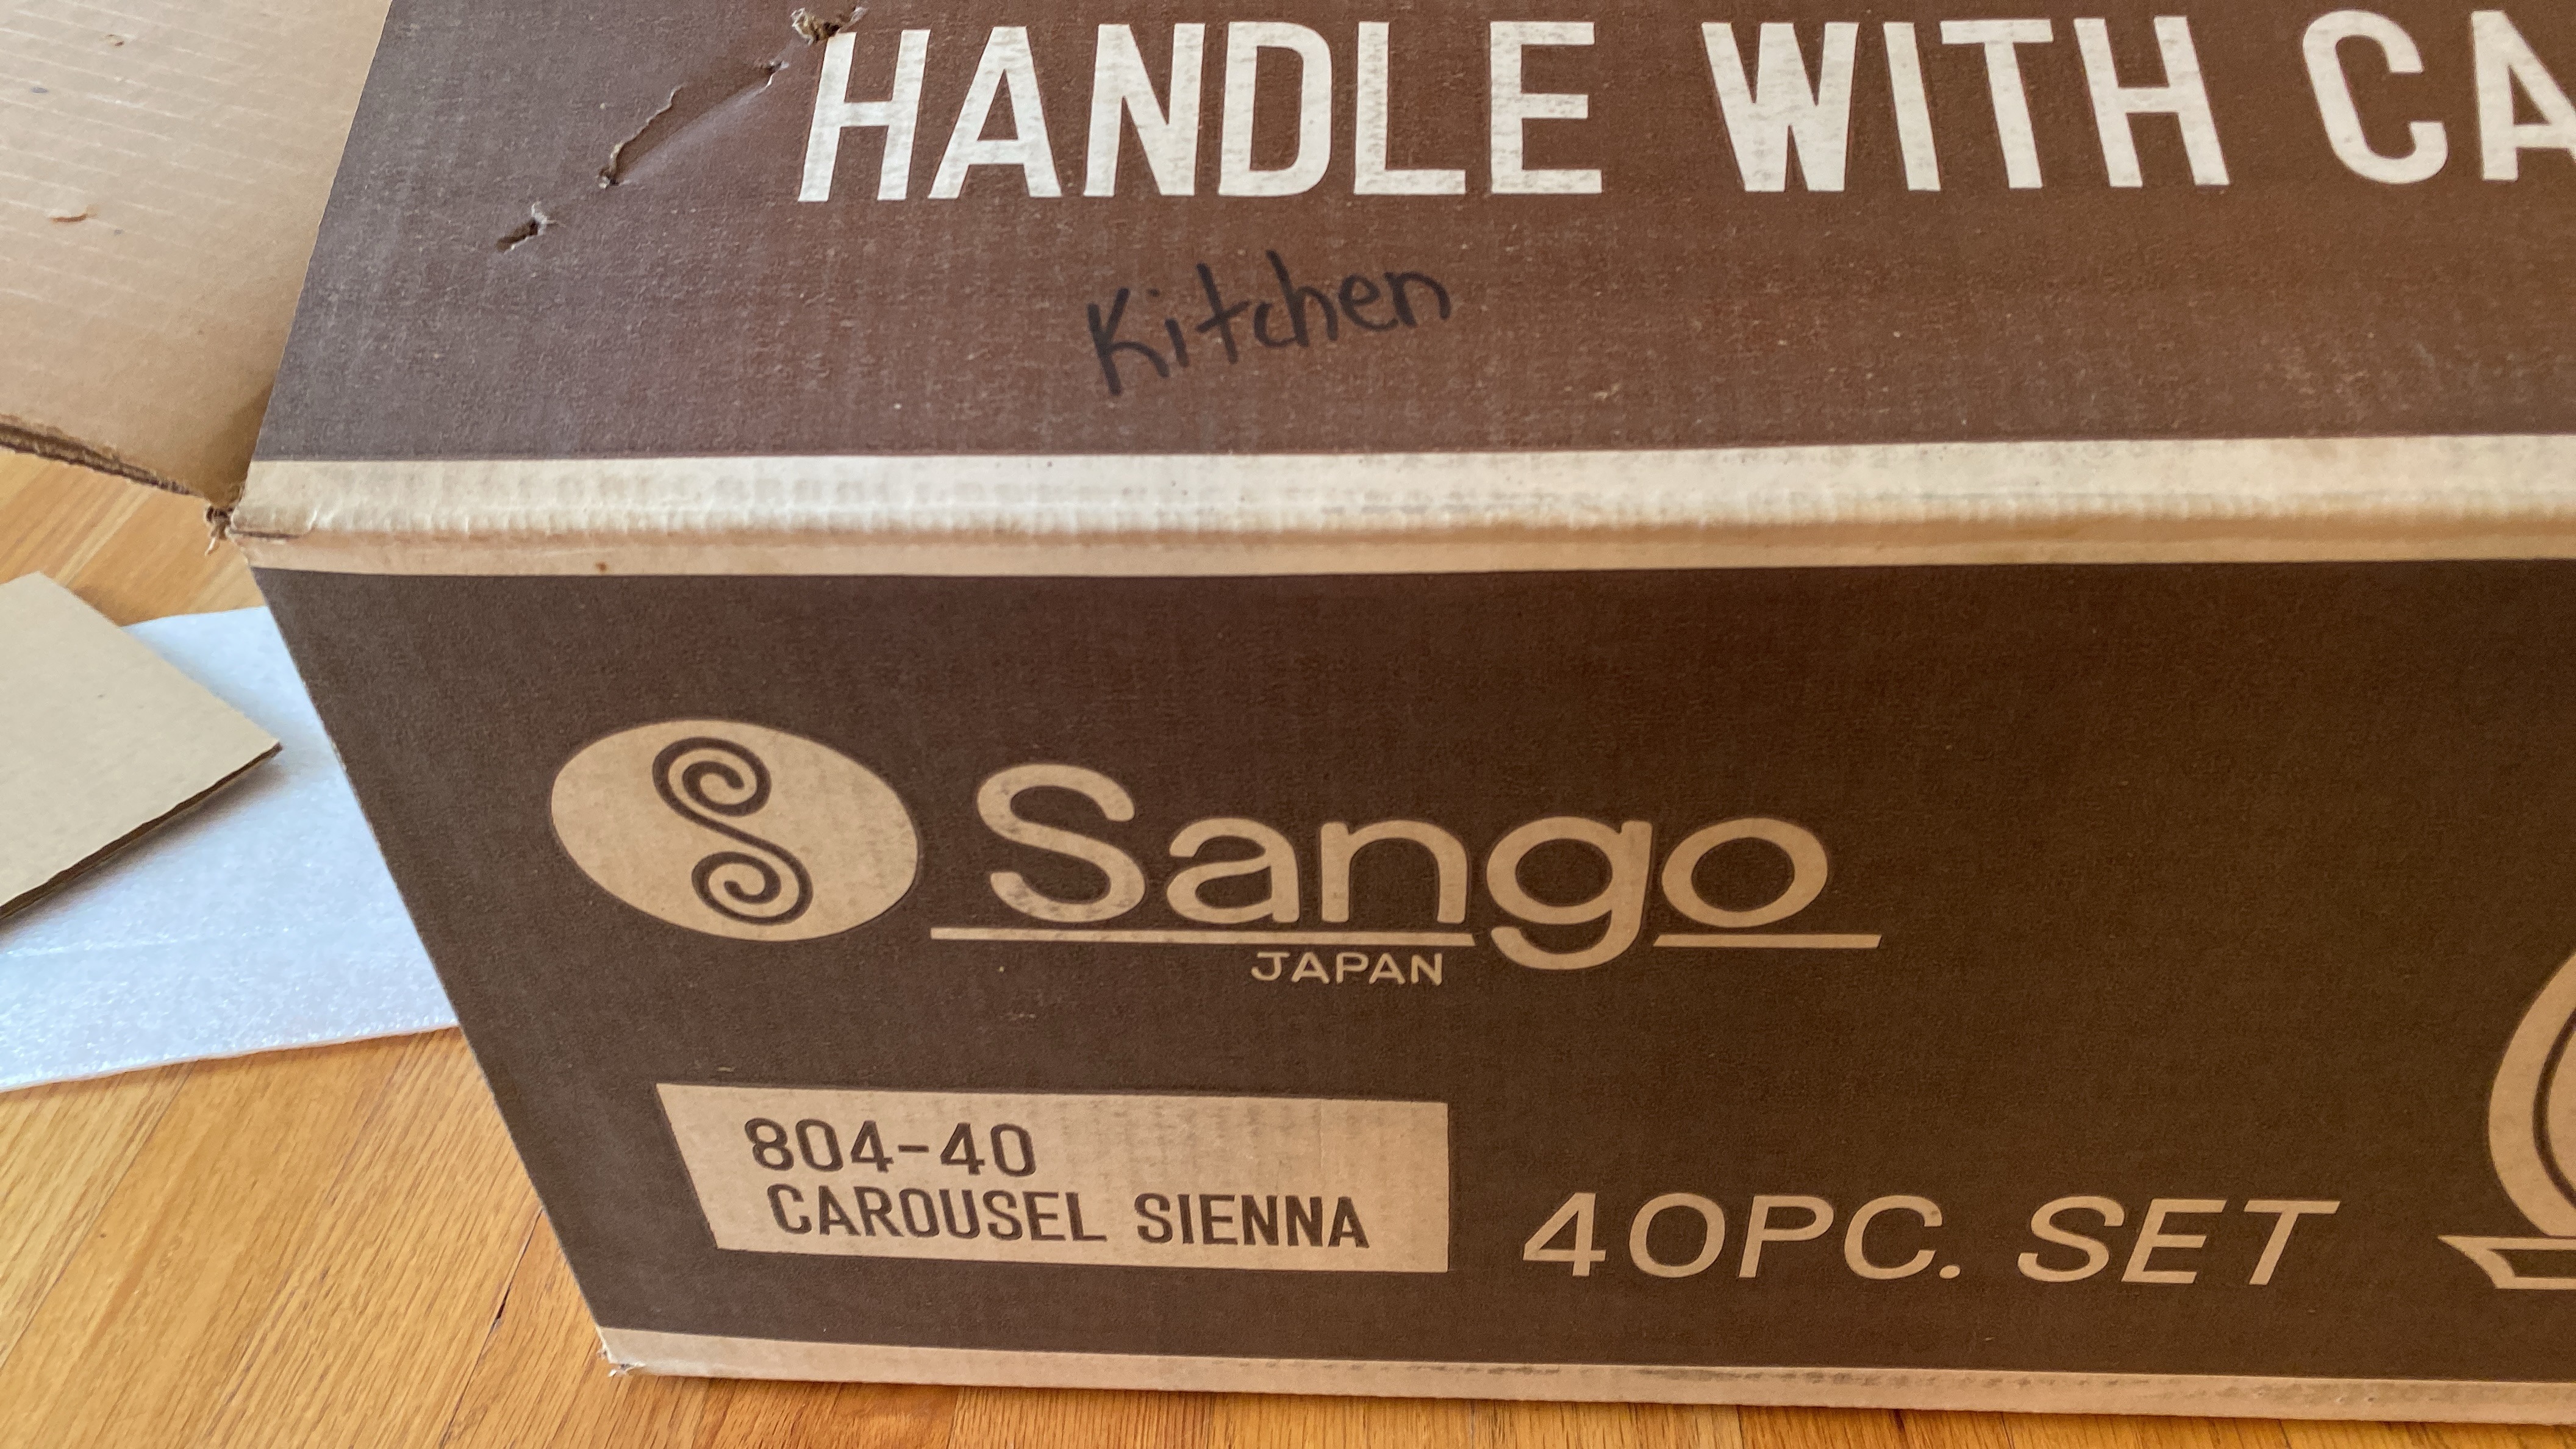 HANDLE WITH CA
Kitchen
Sango
JAPAN
804-40
CAROUSEL SIENNA
40PC. SET